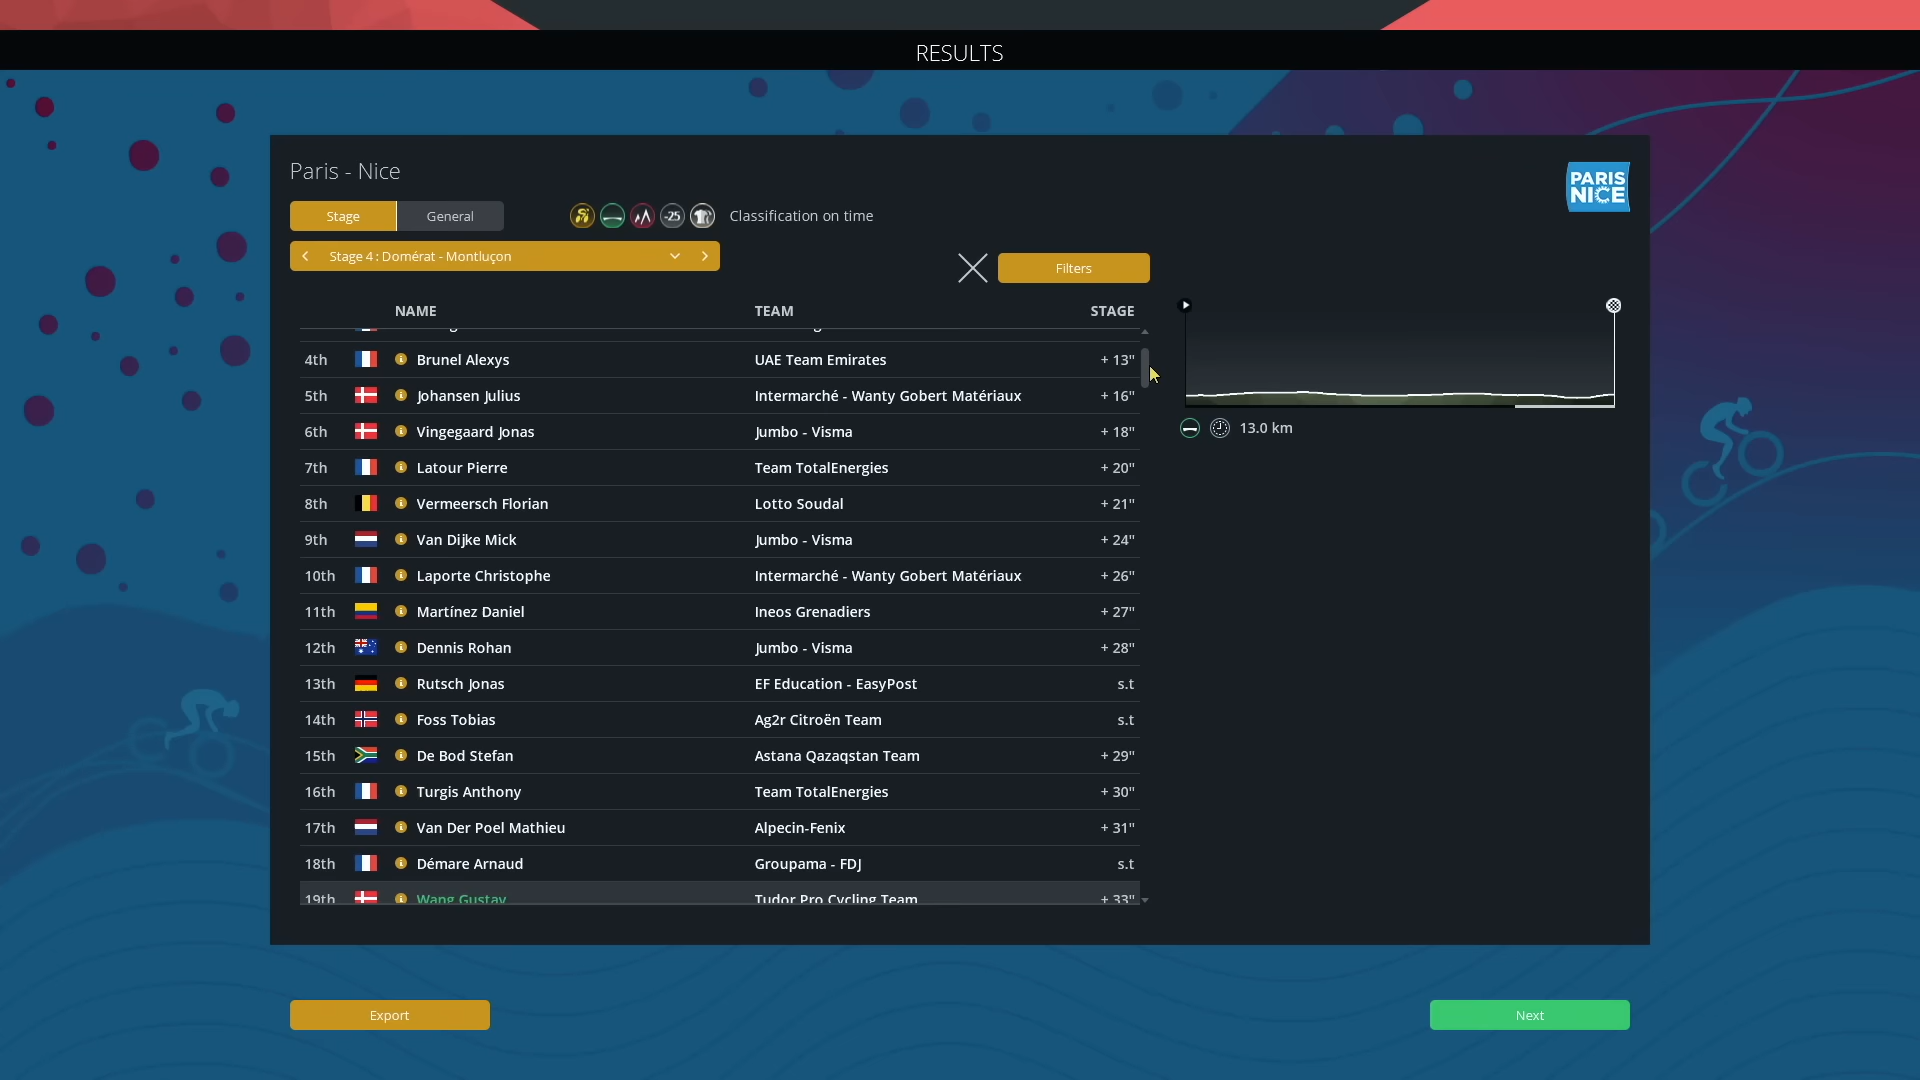 RESULTS
Paris - Nice
PARIS
NICE
Stage General -25 Classification on time
Stage 4 : Domérat - Montluçon
Filters
NAME TEAM STAGE
4th Brunel Alexys UAE Team Emirates + 13"
5th Johansen Julius Intermarché - Wanty Gobert Matériaux + 16"
6th Vingegaard Jonas Jumbo - Visma + 18"
7th Latour Pierre Team TotalEnergies + 20"
8th Vermeersch Florian Lotto Soudal + 21"
9th Van Dijke Mick Jumbo - Visma + 24"
10th Laporte Christophe Intermarché - Wanty Gobert Matériaux + 26"
11th Martínez Daniel Ineos Grenadiers + 27"
12th Dennis Rohan Jumbo - Visma + 28"
13th Rutsch Jonas EF Education - EasyPost s.t
14th Foss Tobias Ag2r Citroën Team s.t
15th De Bod Stefan Astana Qazaqstan Team + 29"
16th Turgis Anthony Team TotalEnergies + 30"
17th Van Der Poel Mathieu Alpecin-Fenix + 31"
18th Démare Arnaud Groupama - FDJ s.t
19th Wang Gustav Tudor Pro Cycling Team + 33"
13.0 km
Export
Next